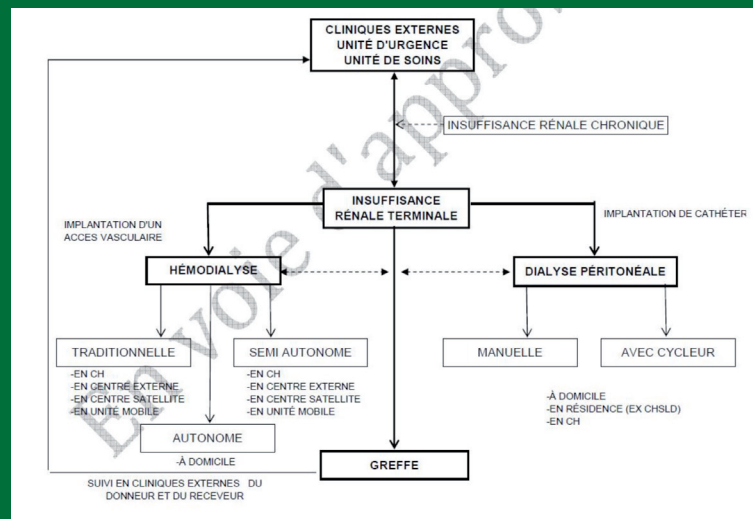 CLINIQUES EXTERNES
UNITÉ D'URGENCE
UNITÉ DE SOINS
INSUFFISANCE RÉNALE CHRONIQUE
INSUFFISANCE
RÉNALE TERMINALE
IMPLANTATION D'UN
ACCES VASCULAIRE
IMPLANTATION DE CATHÉTER
HÉMODIALYSE
DIALYSE PÉRITONÉALE
TRADITIONNELLE
-EN CH
-EN CENTRE EXTERNE
-EN CENTRE SATELLITE
-EN UNITÉ MOBILE
SEMI AUTONOME
-EN CH
-EN CENTRE EXTERNE
-EN CENTRE SATELLITE
-EN UNITÉ MOBILE
MANUELLE
AVEC CYCLEUR
-À DOMICILE
-EN RÉSIDENCE (EX CHSLD)
-EN CH
AUTONOME
-À DOMICILE
GREFFE
SUIVI EN CLINIQUES EXTERNES DU
DONNEUR ET DU RECEVEUR
En voie d'appro